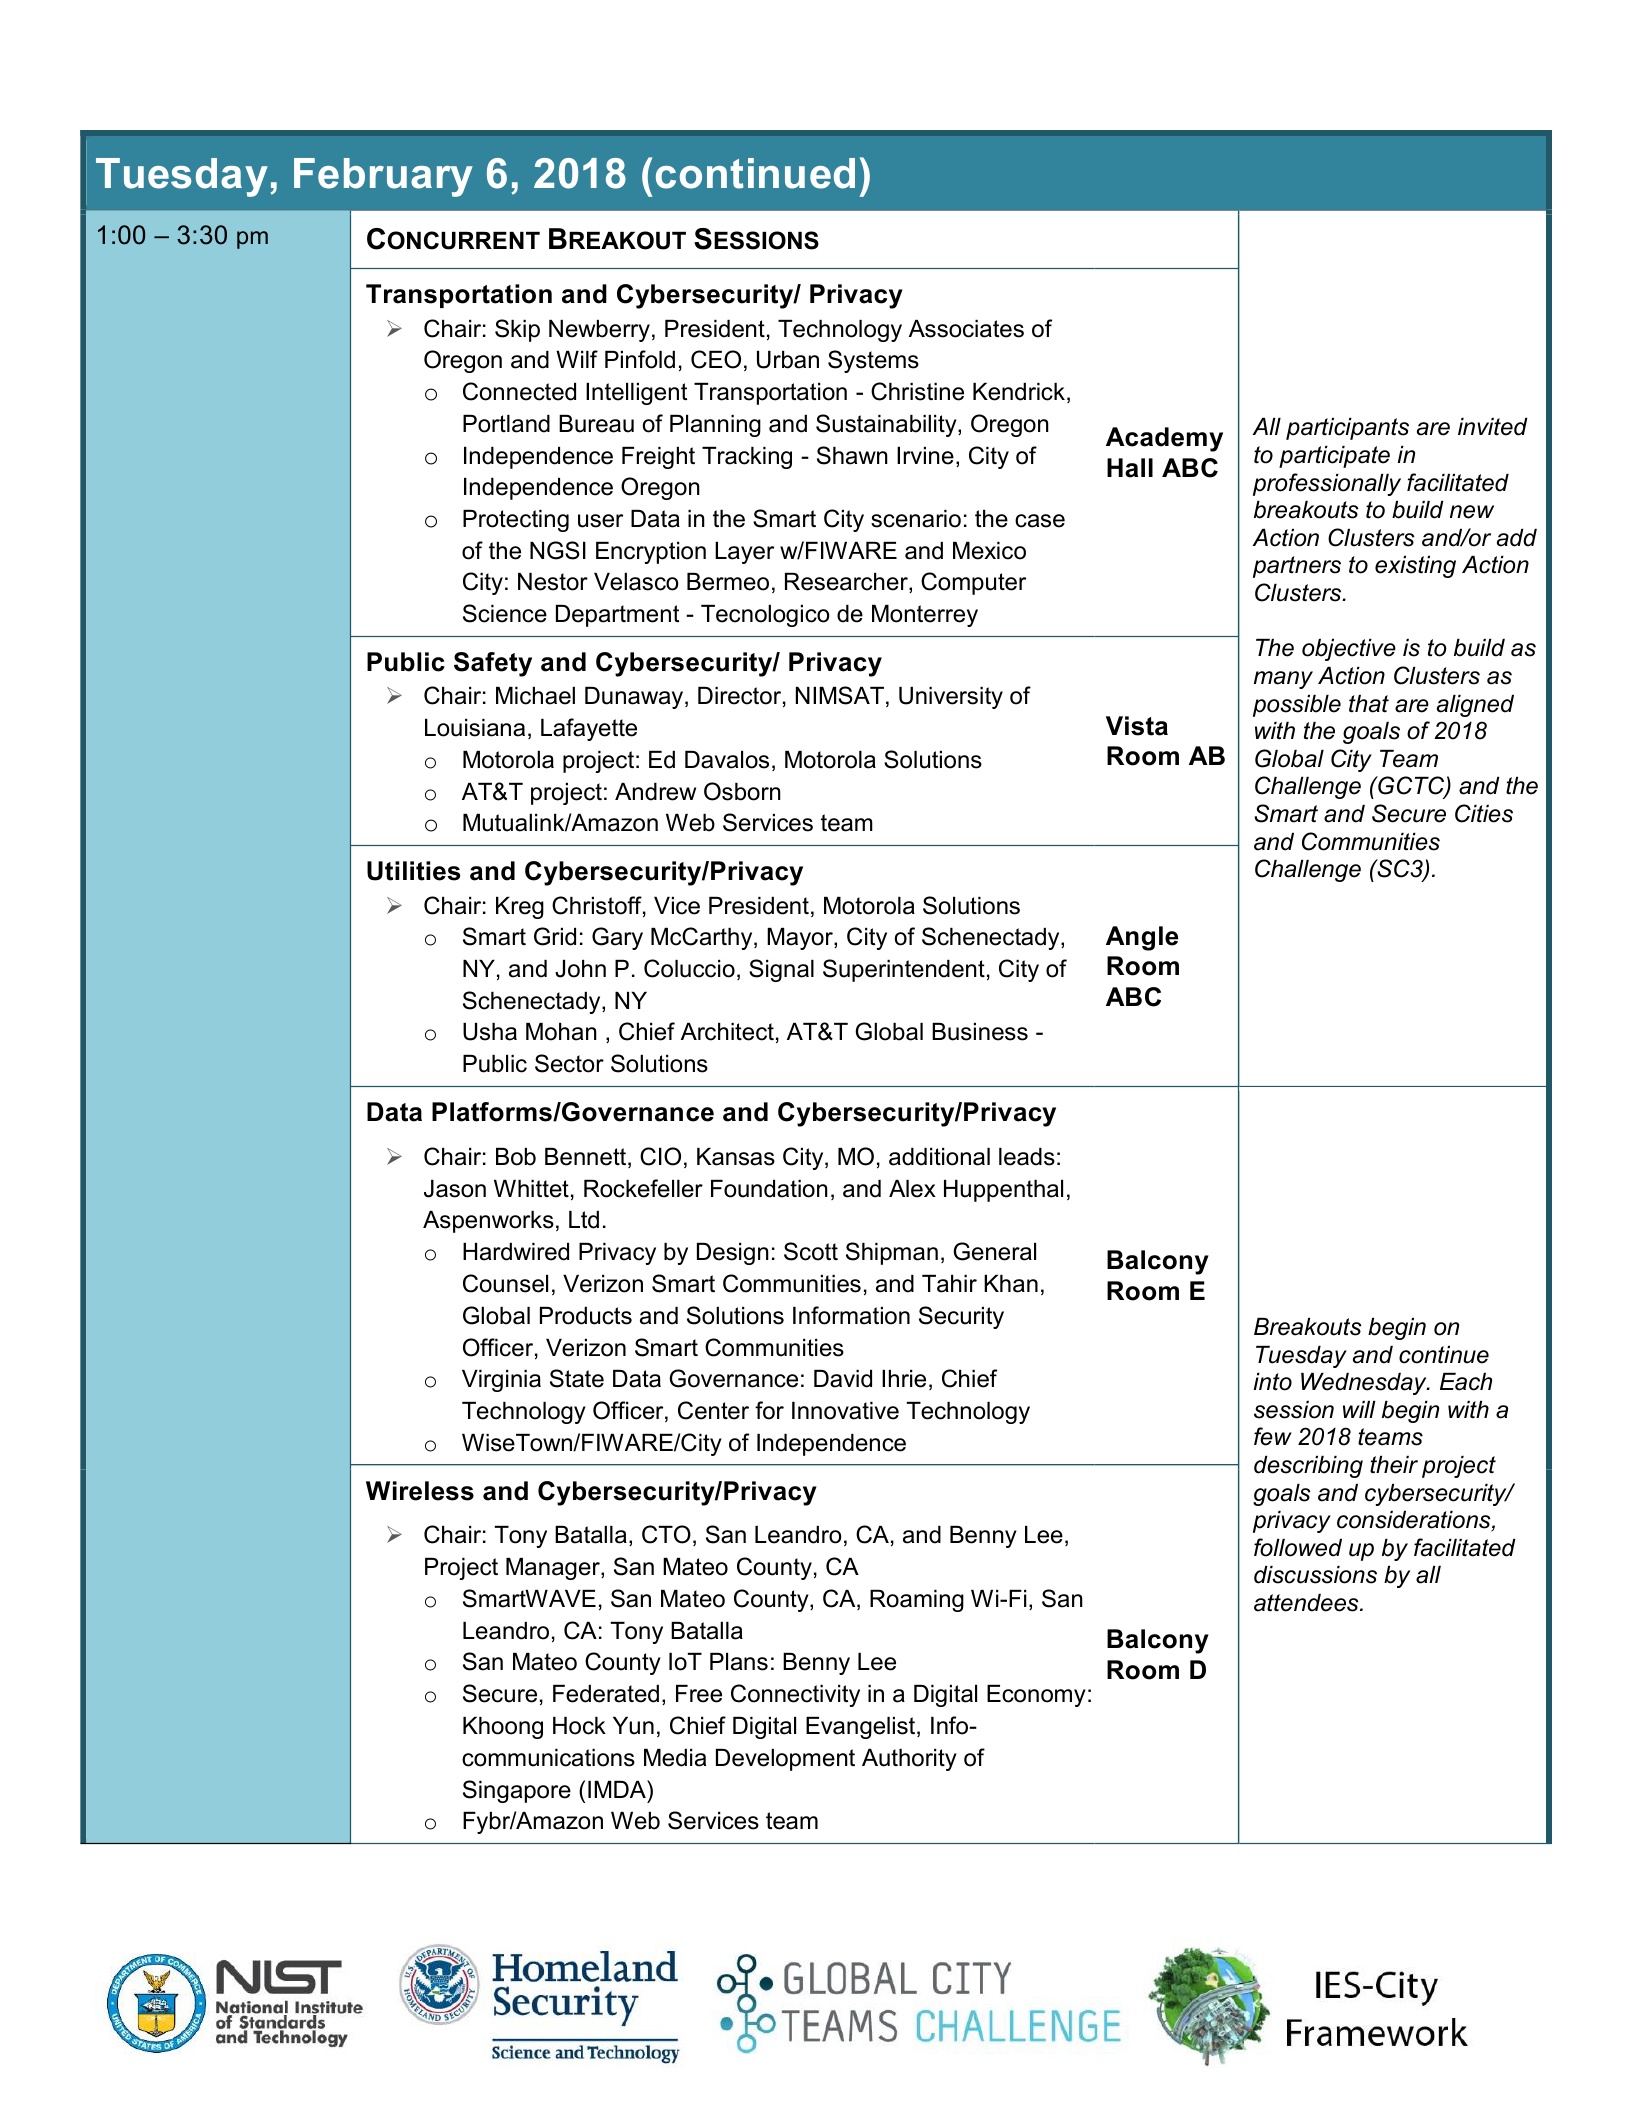 Tuesday, February 6, 2018 (continued)
1:00 – 3:30 pm
CONCURRENT BREAKOUT SESSIONS
Transportation and Cybersecurity/ Privacy
➢ Chair: Skip Newberry, President, Technology Associates of
Oregon and Wilf Pinfold, CEO, Urban Systems
o Connected Intelligent Transportation - Christine Kendrick,
Portland Bureau of Planning and Sustainability, Oregon
o Independence Freight Tracking - Shawn Irvine, City of
Independence Oregon
o Protecting user Data in the Smart City scenario: the case
of the NGSI Encryption Layer w/FIWARE and Mexico
City: Nestor Velasco Bermeo, Researcher, Computer
Science Department - Tecnologico de Monterrey
Academy
Hall ABC
Public Safety and Cybersecurity/ Privacy
➢ Chair: Michael Dunaway, Director, NIMSAT, University of
Louisiana, Lafayette
o Motorola project: Ed Davalos, Motorola Solutions
o AT&T project: Andrew Osborn
o Mutualink/Amazon Web Services team
Vista
Room AB
Utilities and Cybersecurity/Privacy
➢ Chair: Kreg Christoff, Vice President, Motorola Solutions
o Smart Grid: Gary McCarthy, Mayor, City of Schenectady,
NY, and John P. Coluccio, Signal Superintendent, City of
Schenectady, NY
o Usha Mohan , Chief Architect, AT&T Global Business -
Public Sector Solutions
Angle
Room
ABC
All participants are invited
to participate in
professionally facilitated
breakouts to build new
Action Clusters and/or add
partners to existing Action
Clusters.
The objective is to build as
many Action Clusters as
possible that are aligned
with the goals of 2018
Global City Team
Challenge (GCTC) and the
Smart and Secure Cities
and Communities
Challenge (SC3).
Data Platforms/Governance and Cybersecurity/Privacy
➢ Chair: Bob Bennett, CIO, Kansas City, MO, additional leads:
Jason Whittet, Rockefeller Foundation, and Alex Huppenthal,
Aspenworks, Ltd.
o Hardwired Privacy by Design: Scott Shipman, General
Counsel, Verizon Smart Communities, and Tahir Khan,
Global Products and Solutions Information Security
Officer, Verizon Smart Communities
o Virginia State Data Governance: David Ihrie, Chief
Technology Officer, Center for Innovative Technology
o WiseTown/FIWARE/City of Independence
Balcony
Room E
Wireless and Cybersecurity/Privacy
➢ Chair: Tony Batalla, CTO, San Leandro, CA, and Benny Lee,
Project Manager, San Mateo County, CA
o SmartWAVE, San Mateo County, CA, Roaming Wi-Fi, San
Leandro, CA: Tony Batalla
o San Mateo County IoT Plans: Benny Lee
o Secure, Federated, Free Connectivity in a Digital Economy:
Khoong Hock Yun, Chief Digital Evangelist, Info-
communications Media Development Authority of
Singapore (IMDA)
o Fybr/Amazon Web Services team
Balcony
Room D
Breakouts begin on
Tuesday and continue
into Wednesday. Each
session will begin with a
few 2018 teams
describing their project
goals and cybersecurity/
privacy considerations,
followed up by facilitated
discussions by all
attendees.
DEPARTMENT OF COMMERCE
UNITED STATES OF AMERICA
NIST
National Institute
of Standards
and Technology
U.S. DEPARTMENT OF
HOMELAND SECURITY
Homeland
Security
Science and Technology
GLOBAL CITY
TEAMS CHALLENGE
IES-City
Framework